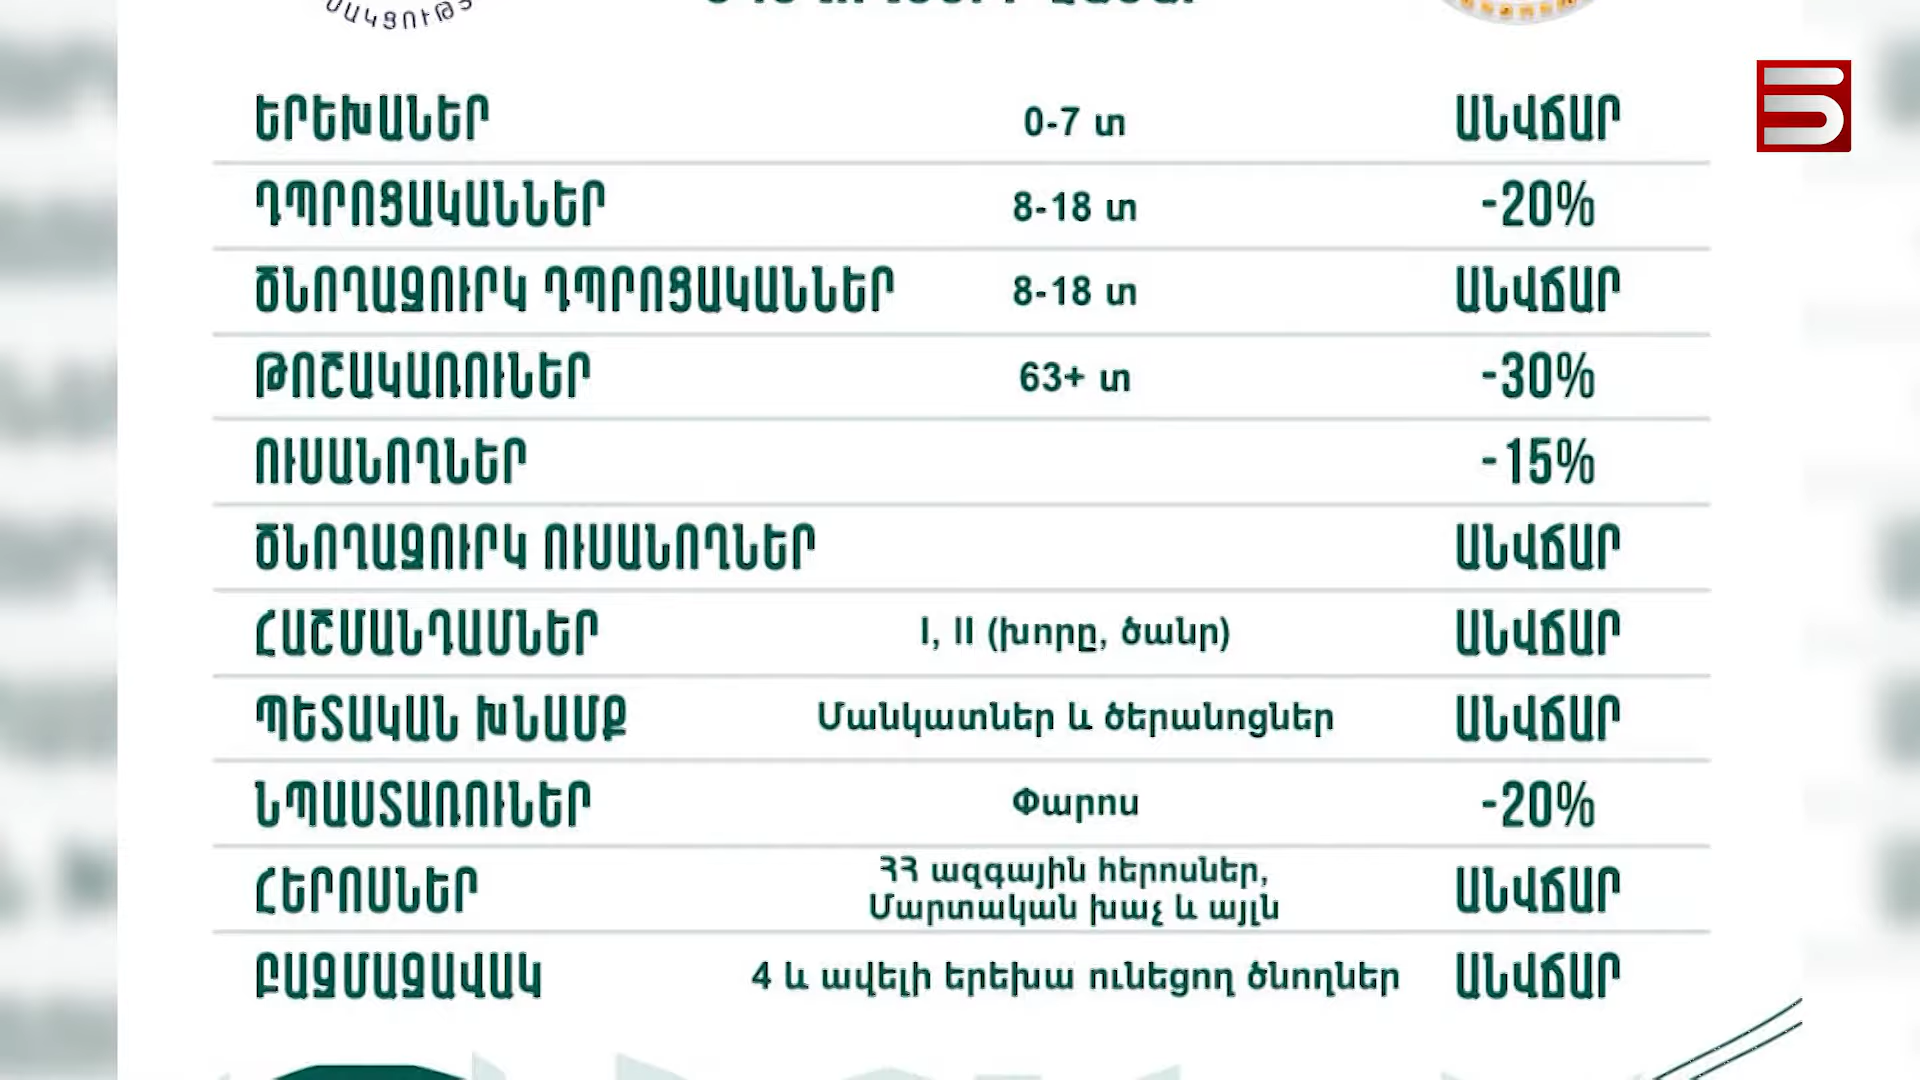 ԵՐԵԽԱՆԵՐ 0-7 տ ԱՆՎՃԱՐ
ԴՊՐՈՑԱԿԱՆՆԵՐ 8-18 տ -20%
ԾՆՈՂԱԶՈՒՐԿ ԴՊՐՈՑԱԿԱՆՆԵՐ 8-18 տ ԱՆՎՃԱՐ
ԹՈՇԱԿԱՌՈՒՆԵՐ 63+ տ -30%
ՈՒՍԱՆՈՂՆԵՐ -15%
ԾՆՈՂԱԶՈՒՐԿ ՈՒՍԱՆՈՂՆԵՐ ԱՆՎՃԱՐ
ՀԱՇՄԱՆԴԱՄՆԵՐ I, II (խորը, ծանր) ԱՆՎՃԱՐ
ՊԵՏԱԿԱՆ ԽՆԱՄՔ Մանկատներ և ծերանոցներ ԱՆՎՃԱՐ
ՆՊԱՍՏԱՌՈՒՆԵՐ Փարոս -20%
ՀԵՐՈՍՆԵՐ ՀՀ ազգային հերոսներ,
Մարտական խաչ և այլն ԱՆՎՃԱՐ
ԲԱԶՄԱԶԱՎԱԿ 4 և ավելի երեխա ունեցող ծնողներ ԱՆՎՃԱՐ
5